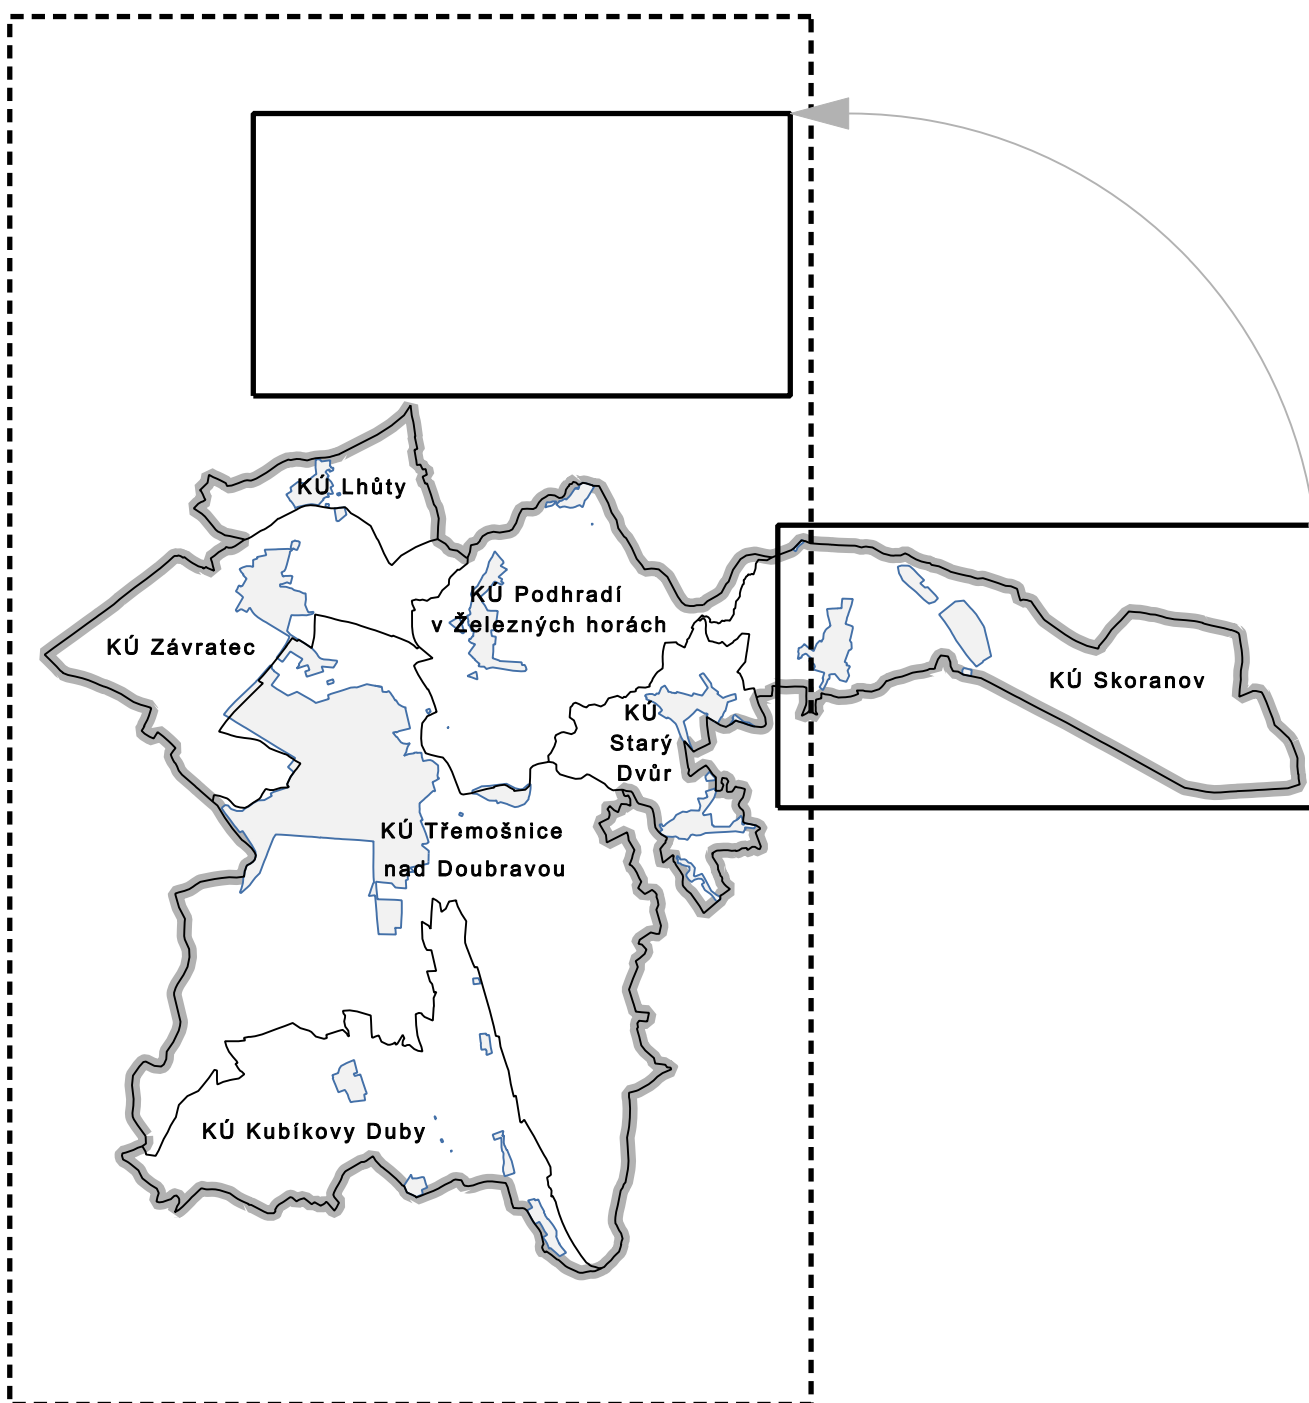 KÚ Lhůty
KÚ Podhradí
v Železných horách
KÚ Závratec
KÚ Skoranov
KÚ
Starý
Dvůr
KÚ Třemošnice
nad Doubravou
KÚ Kubíkovy Duby